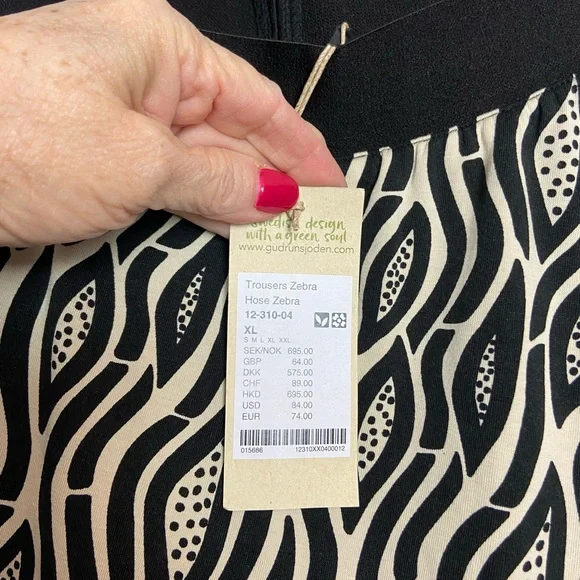 Swedish design
with a green soul
www.gudrunsjoden.com
Trousers Zebra
Hose Zebra
12-310-04
XL
S M L XL XXL
SEK/NOK 695.00
GBP 64.00
DKK 575.00
CHF 89.00
HKD 695.00
USD 84.00
EUR 74.00
015686 12310XX0400012